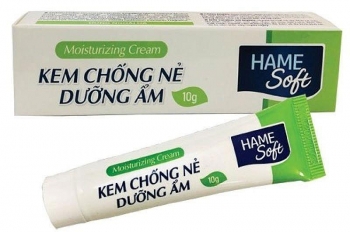 Moisturizing Cream
KEM CHỐNG NẺ
DƯỠNG ẨM
10g
HAME
Soft
Moisturizing Cream
KEM CHỐNG NẺ
DƯỠNG ẨM
10g
HAME
Soft